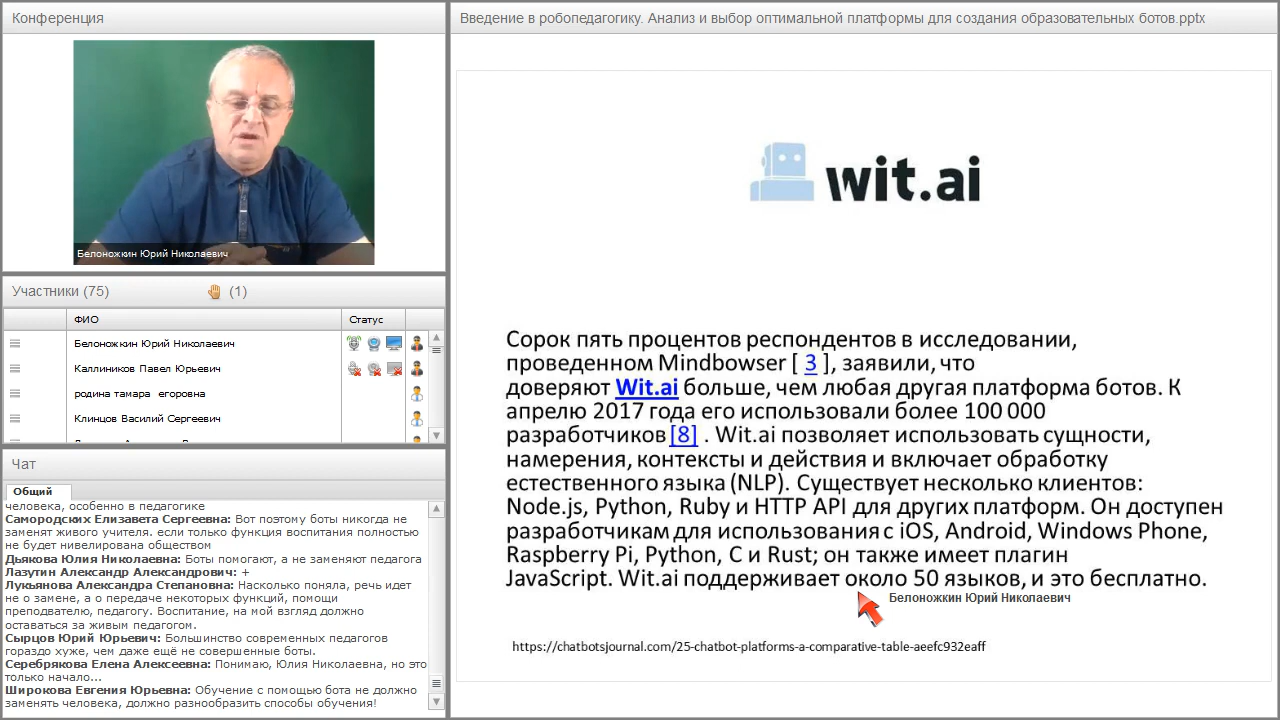 Конференция
Белоножкин Юрий Николаевич
Участники (75)
(1)
ФИО
Статус
Белоножкин Юрий Николаевич
Каллиников Павел Юрьевич
родина тамара егоровна
Клинцов Василий Сергеевич
Чат
Общий
человека, особенно в педагогике
Самородских Елизавета Сергеевна: Вот поэтому боты никогда не
заменят живого учителя. если только функция воспитания полностью
не будет нивелирована обществом
Дьякова Юлия Николаевна: Боты помогают, а не заменяют педагога
Лазутин Александр Александрович: +
Лукьянова Александра Степановна: Насколько поняла, речь идет
не о замене, а о передаче некоторых функций, помощи
преподвателю, педагогу. Воспитание, на мой взгляд должно
оставаться за живым педагогом.
Сырцов Юрий Юрьевич: Большинство современных педагогов
гораздо хуже, чем даже ещё не совершенные боты.
Серебрякова Елена Алексеевна: Понимаю, Юлия Николаевна, но это
только начало...
Широкова Евгения Юрьевна: Обучение с помощью бота не должно
заменять человека, должно разнообразить способы обучения!
Введение в робопедагогику. Анализ и выбор оптимальной платформы для создания образовательных ботов.pptx
wit.ai
Сорок пять процентов респондентов в исследовании,
проведенном Mindbowser [ 3 ], заявили, что
доверяют Wit.ai больше, чем любая другая платформа ботов. К
апрелю 2017 года его использовали более 100 000
разработчиков[8] . Wit.ai позволяет использовать сущности,
намерения, контексты и действия и включает обработку
естественного языка (NLP). Существует несколько клиентов:
Node.js, Python, Ruby и HTTP API для других платформ. Он доступен
разработчикам для использования с iOS, Android, Windows Phone,
Raspberry Pi, Python, C и Rust; он также имеет плагин
JavaScript. Wit.ai поддерживает около 50 языков, и это бесплатно.
Белоножкин Юрий Николаевич
https://chatbotsjournal.com/25-chatbot-platforms-a-comparative-table-aeefc932eaff